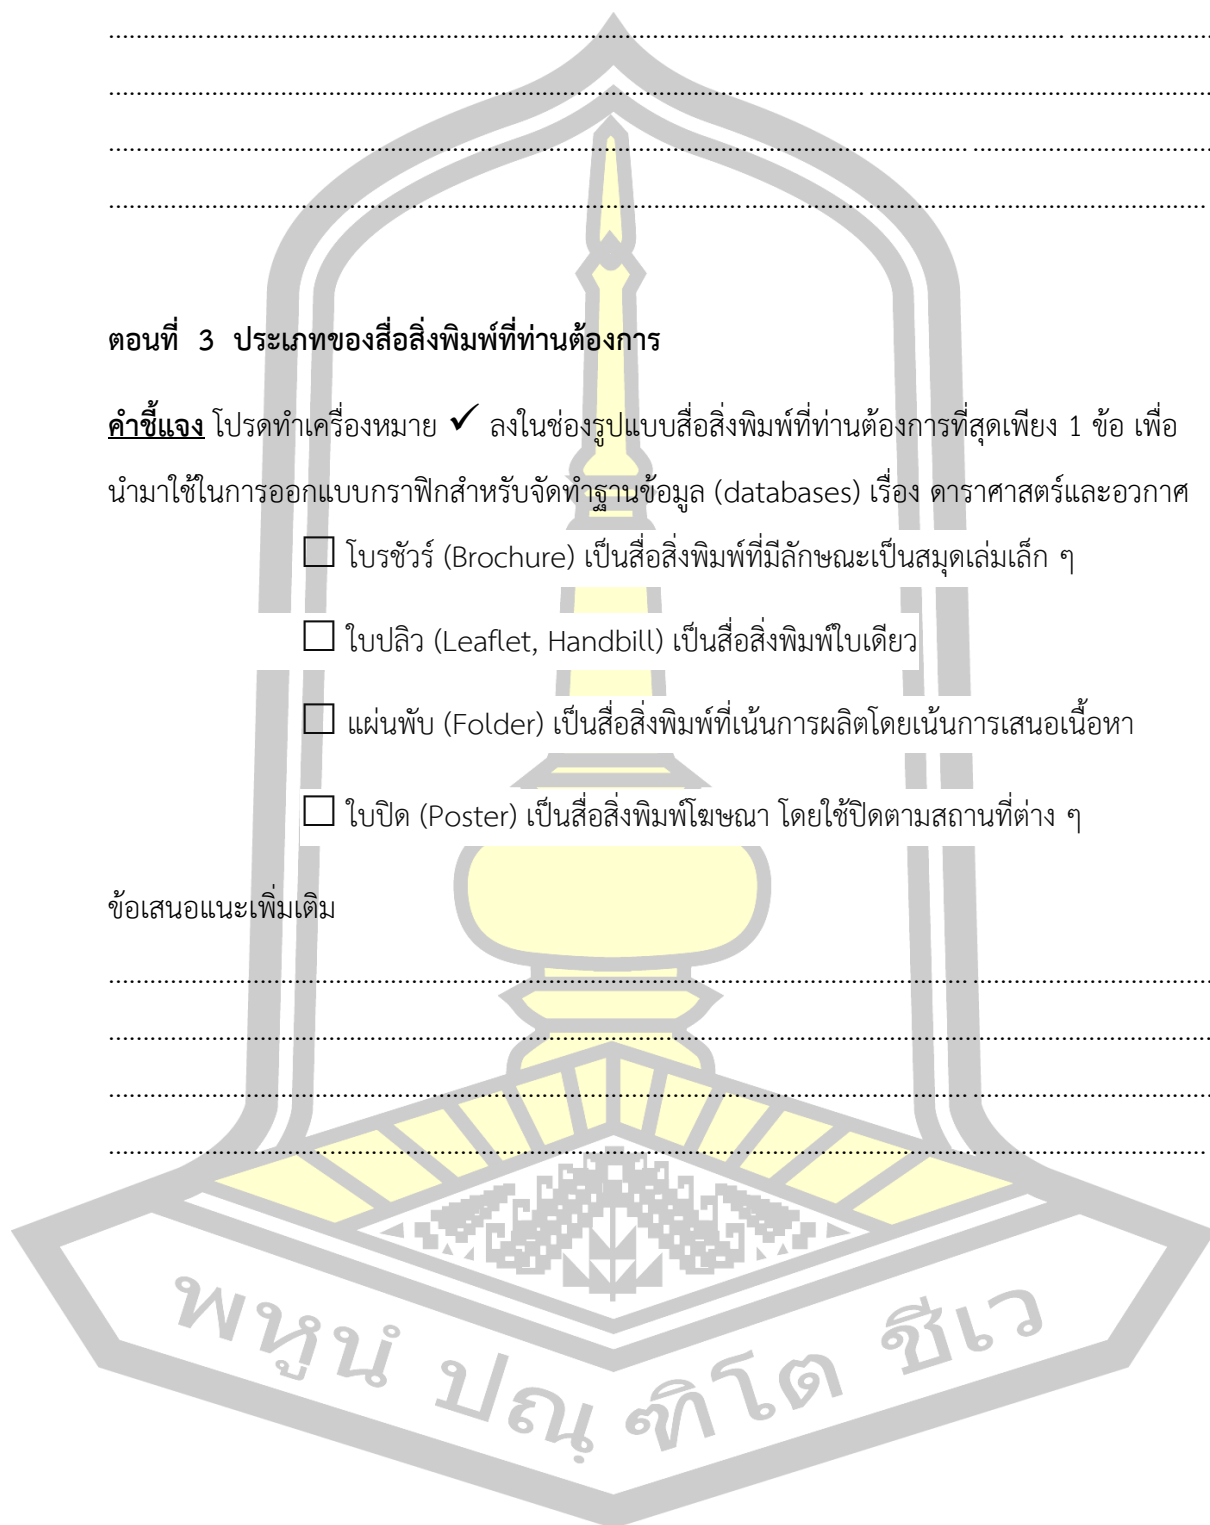 ........................................................................................................................................ ....................
............................................................................................................ .................................................
........................................................................................................................... ..................................
.............................................................................................................................................................
ตอนที่ 3 ประเภทของสื่อสิ่งพิมพ์ที่ท่านต้องการ
คำชี้แจง โปรดทำเครื่องหมาย ✓ ลงในช่องรูปแบบสื่อสิ่งพิมพ์ที่ท่านต้องการที่สุดเพียง 1 ข้อ เพื่อ
นำมาใช้ในการออกแบบกราฟิกสำหรับจัดทำฐานข้อมูล (databases) เรื่อง ดาราศาสตร์และอวกาศ
☐ โบรชัวร์ (Brochure) เป็นสื่อสิ่งพิมพ์ที่มีลักษณะเป็นสมุดเล่มเล็ก ๆ
☐ ใบปลิว (Leaflet, Handbill) เป็นสื่อสิ่งพิมพ์ใบเดียว
☐ แผ่นพับ (Folder) เป็นสื่อสิ่งพิมพ์ที่เน้นการผลิตโดยเน้นการเสนอเนื้อหา
☐ ใบปิด (Poster) เป็นสื่อสิ่งพิมพ์โฆษณา โดยใช้ปิดตามสถานที่ต่าง ๆ
ข้อเสนอแนะเพิ่มเติม
........................................................................................................................... ..................................
.............................................................................................. ...............................................................
........................................................................................................................... ..................................
.............................................................................................................................................................
พหูนํ ปณฺฑิโต ชีเว